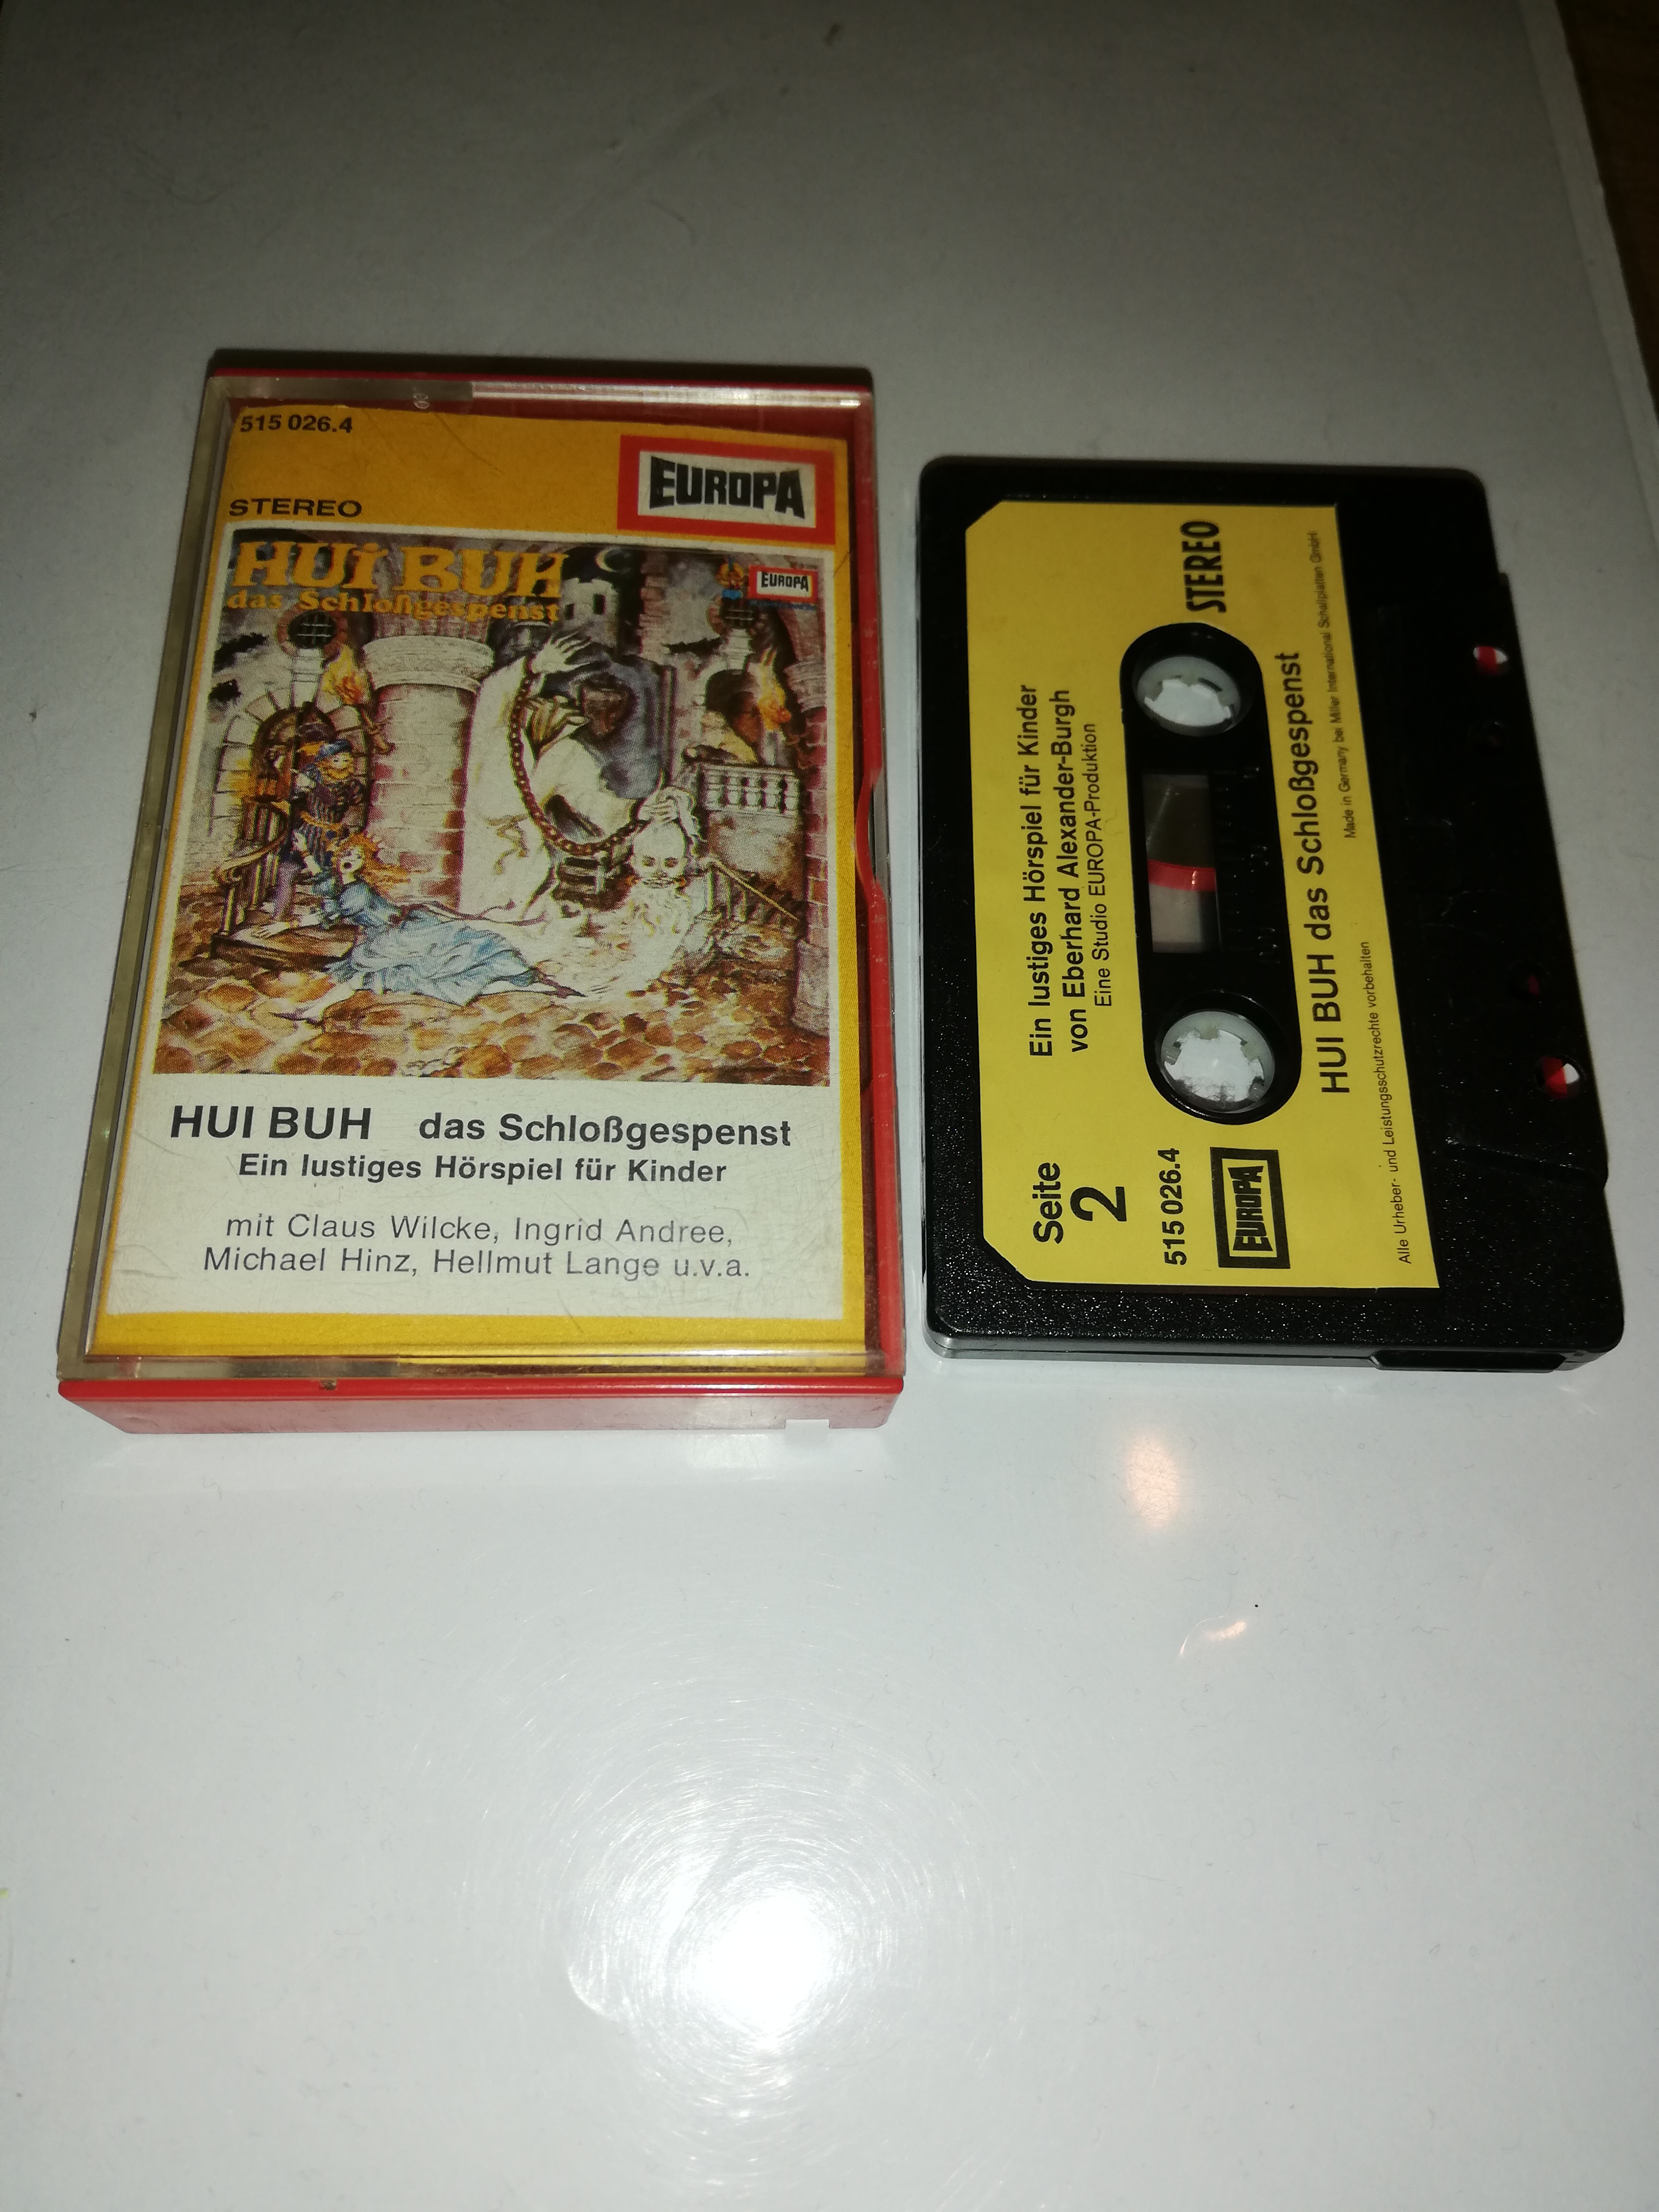 515 026.4
EUROPA
STEREO
HUI BUH
das Schloßgespenst
EUROPA
HUI BUH das Schloßgespenst
Ein lustiges Hörspiel für Kinder
mit Claus Wilcke, Ingrid Andree,
Michael Hinz, Hellmut Lange u.v.a.
Ein lustiges Hörspiel für Kinder
von Eberhard Alexander-Burgh
Eine Studio EUROPA-Produktion
Seite
2
STEREO
515 026.4
EUROPA
HUI BUH das Schloßgespenst
Made in Germany bei Miller International Schallplatten GmbH
Alle Urheber- und Leistungsschutzrechte vorbehalten